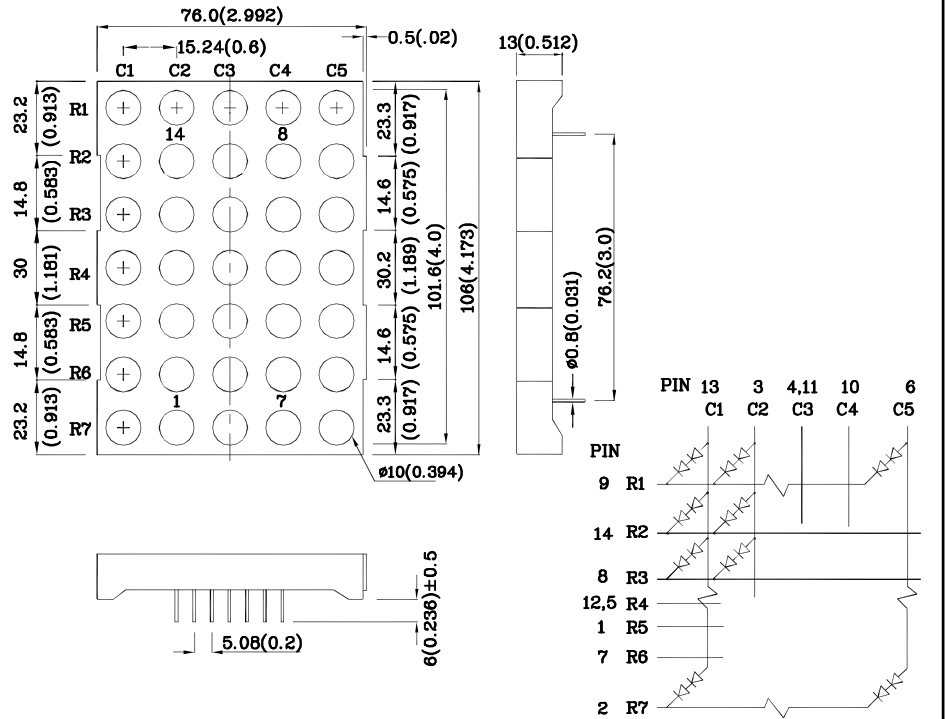 76.0(2.992)
0.5(.02)
15.24(0.6)
C1 C2 C3 C4 C5
23.2 (0.913)
14.8 (0.583)
30 (1.181)
14.8 (0.583)
23.2 (0.913)
R1
R2
R3
R4
R5
R6
R7
14 8
1 7
23.3 (0.917)
14.6 (0.575)
30.2 (1.189)
14.6 (0.575)
23.3 (0.917)
101.6(4.0)
106(4.173)
ø10(0.394)
13(0.512)
76.2(3.0)
ø0.8(0.031)
5.08(0.2)
6(0.236)±0.5
PIN 13 3 4,11 10 6
C1 C2 C3 C4 C5
PIN
9 R1
14 R2
8 R3
12,5 R4
1 R5
7 R6
2 R7